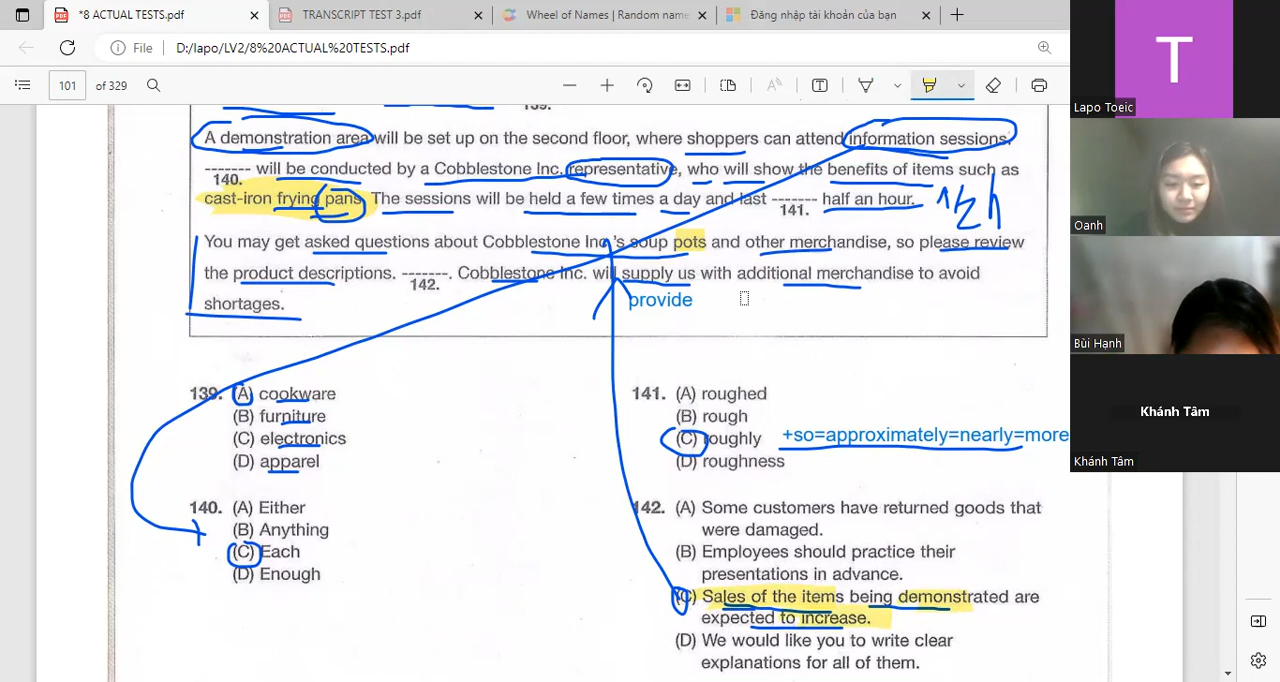 *8 ACTUAL TESTS.pdf
TRANSCRIPT TEST 3.pdf
Wheel of Names | Random name
Đăng nhập tài khoản của bạn
File
D:/lapo/LV2/8%20ACTUAL%20TESTS.pdf
101 of 329
139.
A demonstration area will be set up on the second floor, where shoppers can attend information sessions.
------- will be conducted by a Cobblestone Inc. representative, who will show the benefits of items such as
140.
cast-iron frying pans. The sessions will be held a few times a day and last ------- half an hour. 1/2 h
141.
You may get asked questions about Cobblestone Inc.'s soup pots and other merchandise, so please review
the product descriptions. -------. Cobblestone Inc. will supply us with additional merchandise to avoid
142.
shortages.
provide
139. (A) cookware
(B) furniture
(C) electronics
(D) apparel
140. (A) Either
(B) Anything
(C) Each
(D) Enough
141. (A) roughed
(B) rough
(C) roughly +so=approximately=nearly=more
(D) roughness
142. (A) Some customers have returned goods that
were damaged.
(B) Employees should practice their
presentations in advance.
(C) Sales of the items being demonstrated are
expected to increase.
(D) We would like you to write clear
explanations for all of them.
T
Lapo Toeic
Oanh
Bùi Hạnh
Khánh Tâm
Khánh Tâm